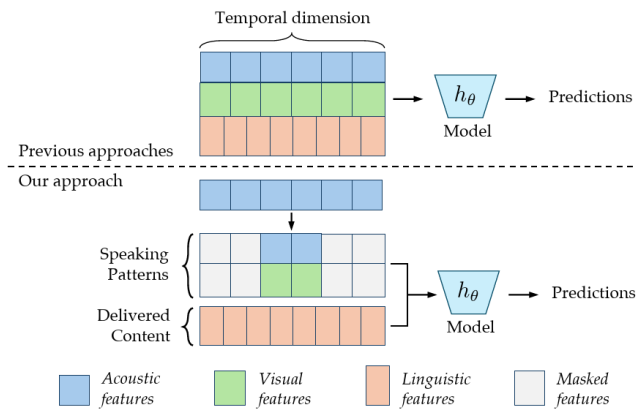 Temporal dimension
hθ
Model
Predictions
Previous approaches
Our approach
Speaking
Patterns
Delivered
Content
hθ
Model
Predictions
Acoustic
features
Visual
features
Linguistic
features
Masked
features